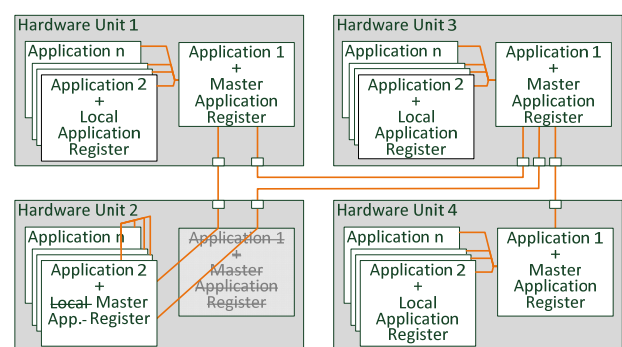 Hardware Unit 1
Application n
Application 2
+
Local
Application
Register
Application 1
+
Master
Application
Register
Hardware Unit 3
Application n
Application 2
+
Local
Application
Register
Application 1
+
Master
Application
Register
Hardware Unit 2
Application n
Application 2
+
Local Master
App.- Register
Application 1
+
Master
Application
Register
Hardware Unit 4
Application n
Application 2
+
Local
Application
Register
Application 1
+
Master
Application
Register